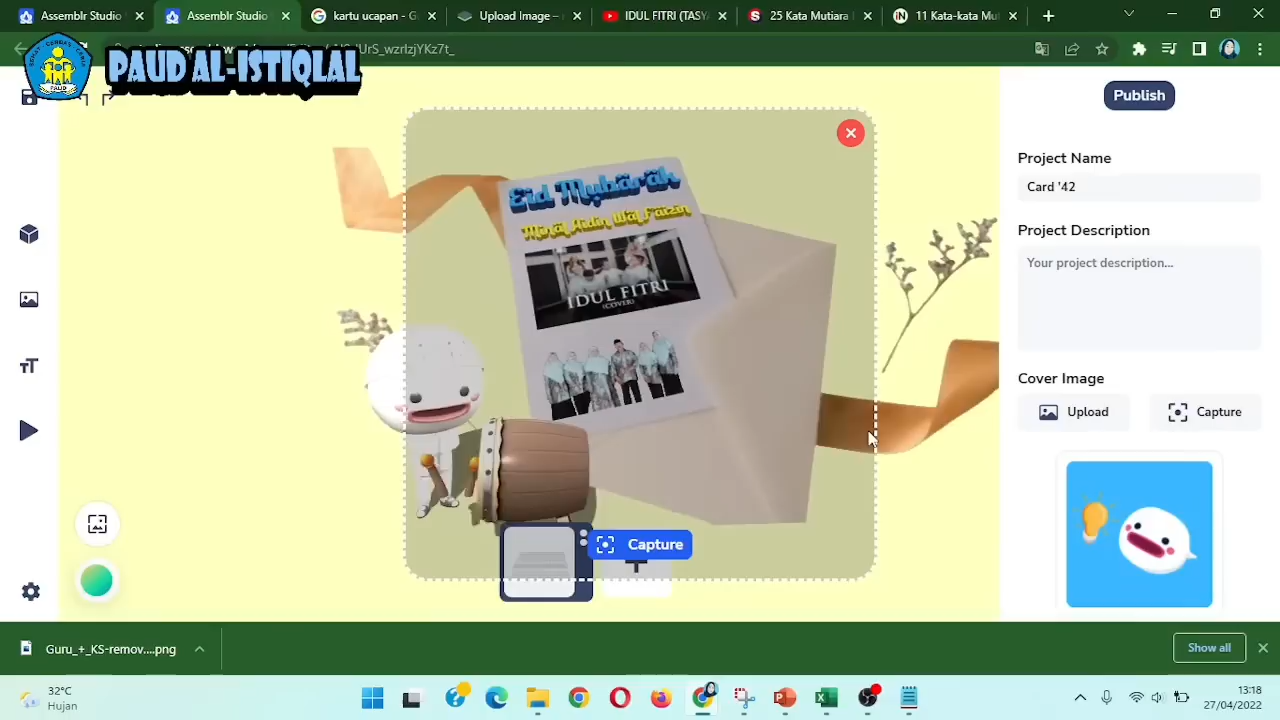 Assemblr Studio
Assemblr Studio
kartu ucapan - G
Upload Image –
IDUL FITRI (TASY
25 Kata Mutiara
11 Kata-kata Mut
UrS_wzrIzjYKz7t_
PAUD AL-ISTIQLAL
PAUD
Publish
Project Name
Card '42
Project Description
Your project description...
Cover Image
Upload
Capture
Eid Mubarak
Minal Aidin Wal Faizin
IDUL FITRI
(COVER)
Capture
Guru_+_KS-remov....png
Show all
32°C
Hujan
13:18
27/04/2022